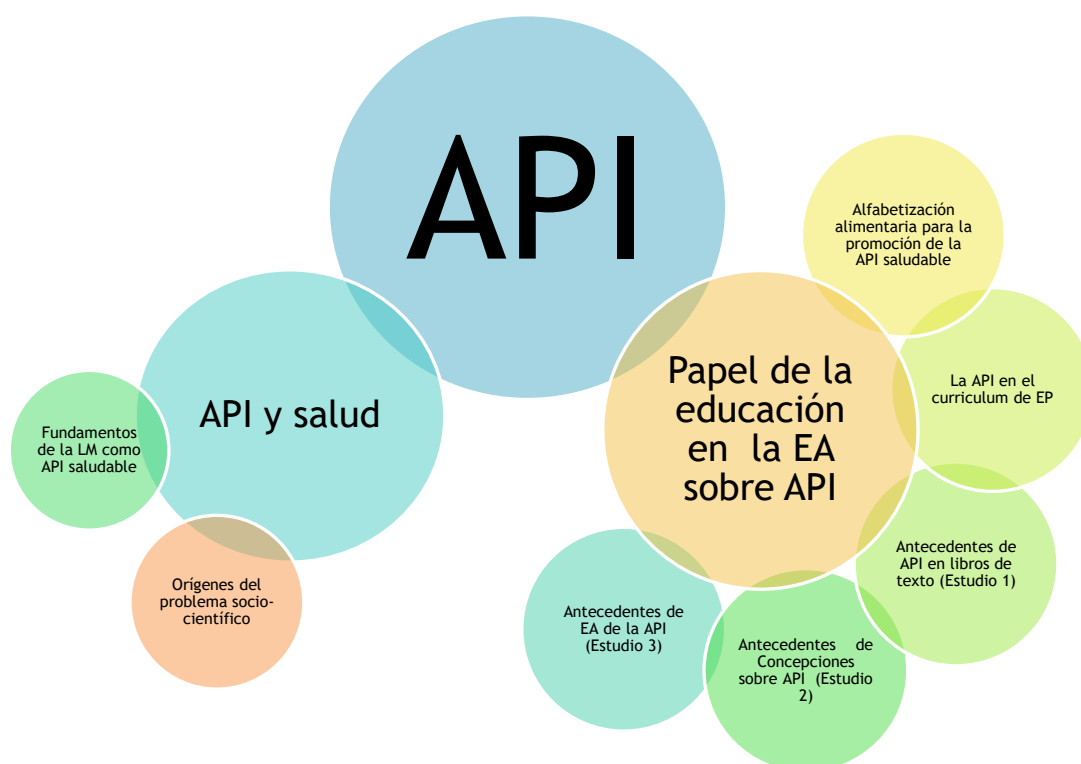 API
API y salud
Fundamentos
de la LM como
API saludable
Orígenes del
problema socio-
científico
Papel de la
educación
en la EA
sobre API
Alfabetización
alimentaria para la
promoción de la
API saludable
La API en el
curriculum de EP
Antecedentes de
API en libros de
texto (Estudio 1)
Antecedentes de
Concepciones
sobre API (Estudio
2)
Antecedentes de
EA de la API
(Estudio 3)